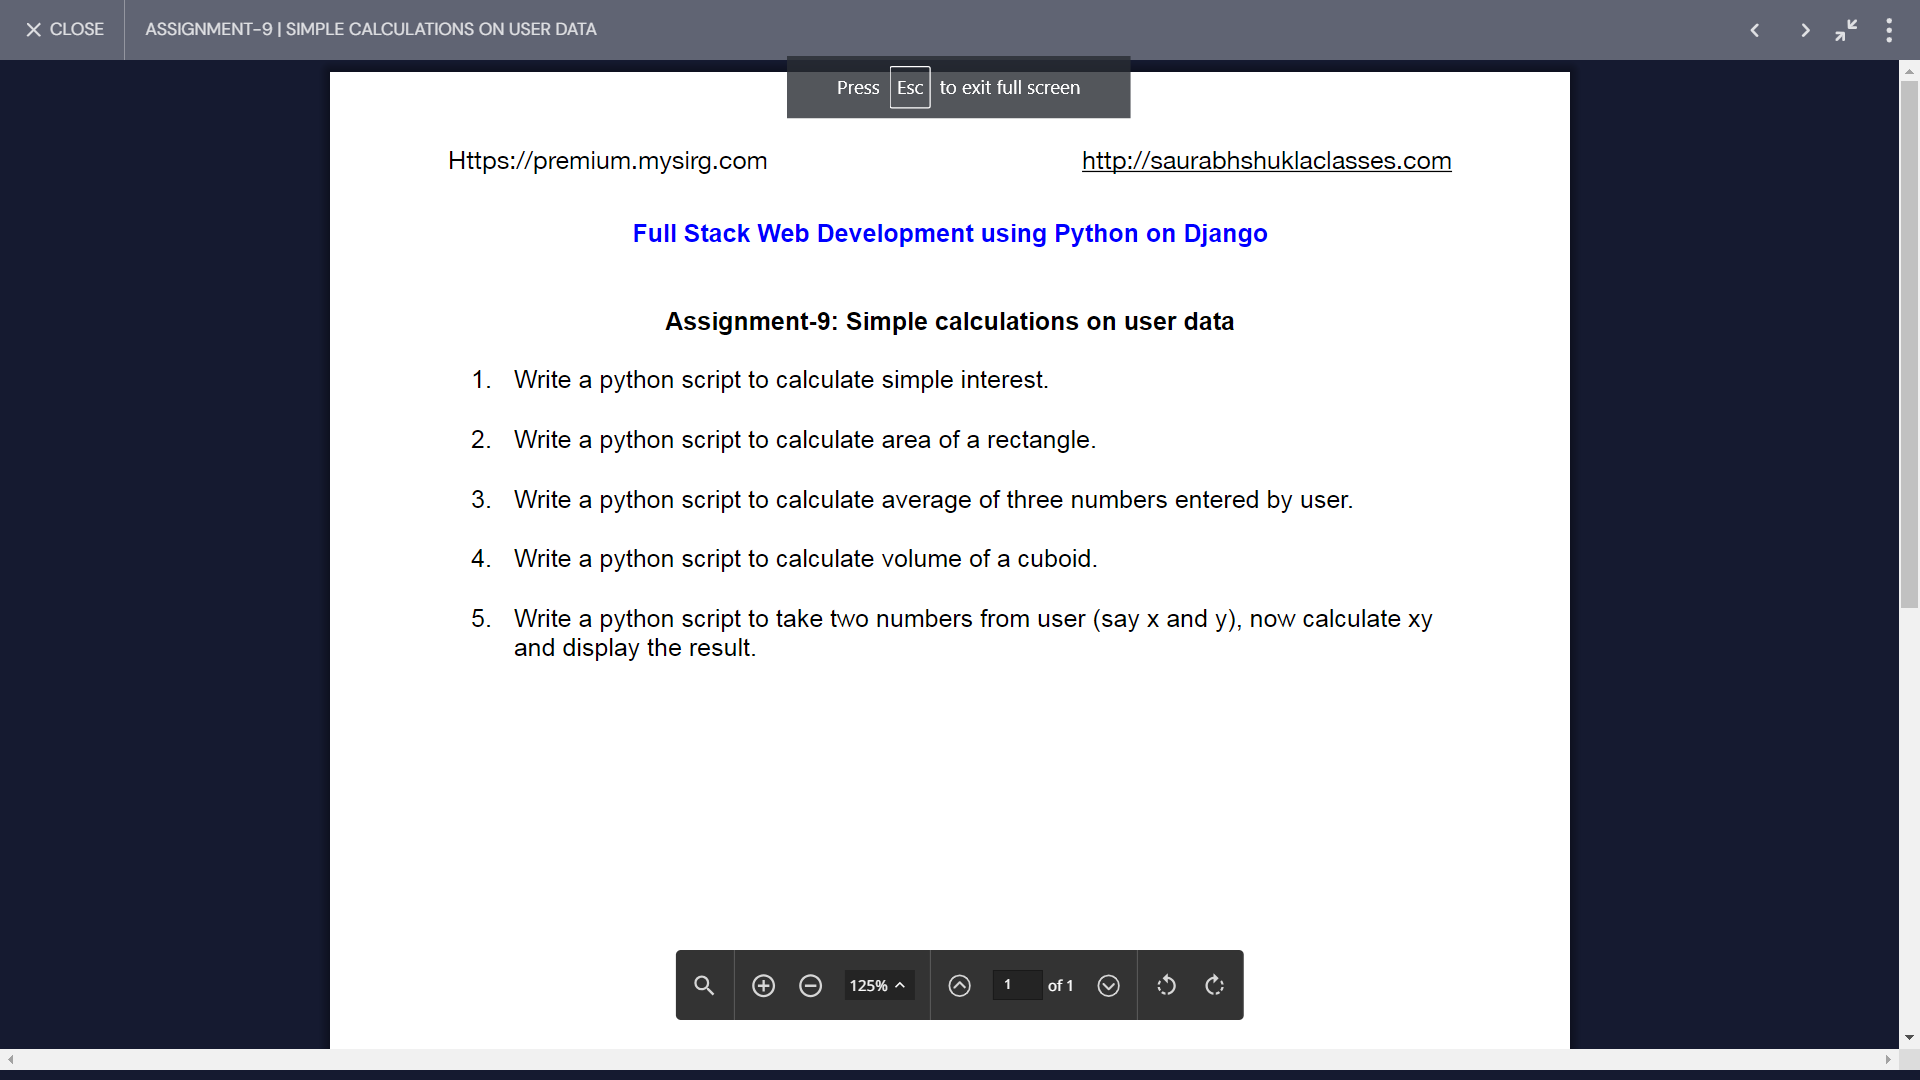 CLOSE
ASSIGNMENT-9 | SIMPLE CALCULATIONS ON USER DATA
Press Esc to exit full screen
Https://premium.mysirg.com
http://saurabhshuklaclasses.com
Full Stack Web Development using Python on Django
Assignment-9: Simple calculations on user data
1. Write a python script to calculate simple interest.
2. Write a python script to calculate area of a rectangle.
3. Write a python script to calculate average of three numbers entered by user.
4. Write a python script to calculate volume of a cuboid.
5. Write a python script to take two numbers from user (say x and y), now calculate xy
and display the result.
125%
1 of 1